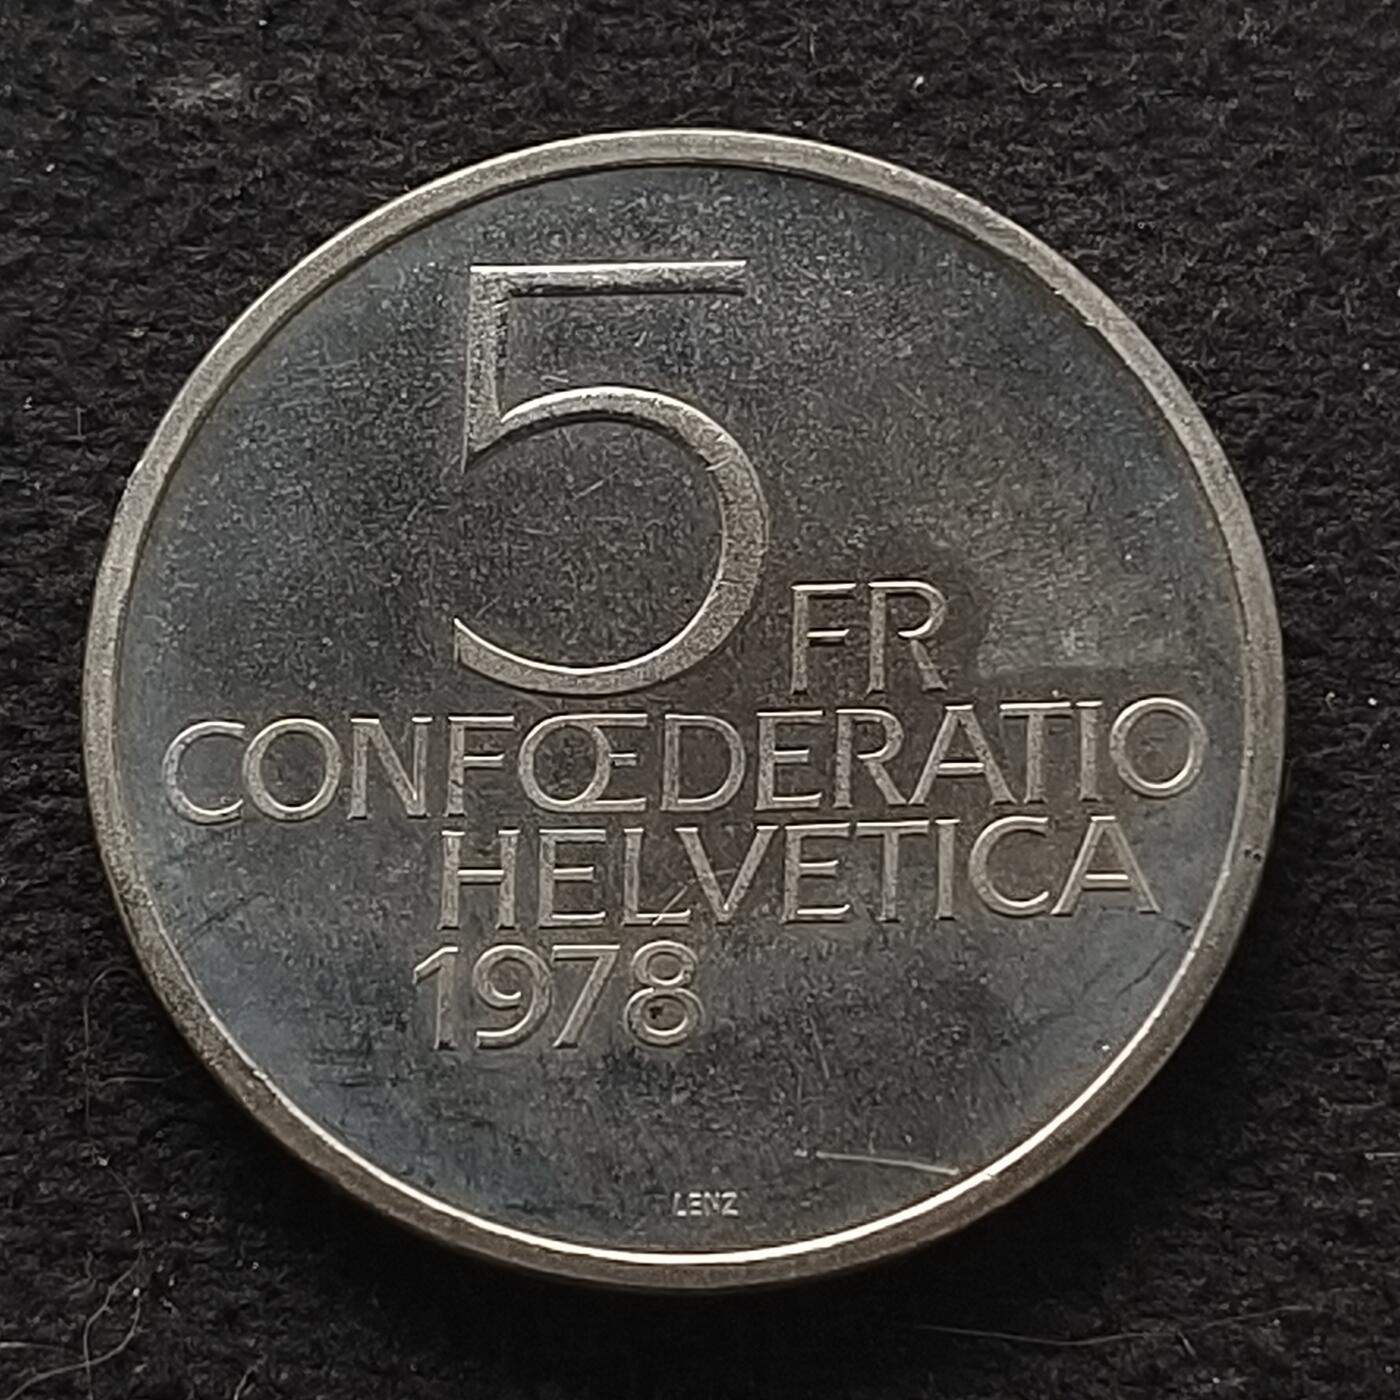 5 FR
CONFŒDERATIO
HELVETICA
1978
LENZ